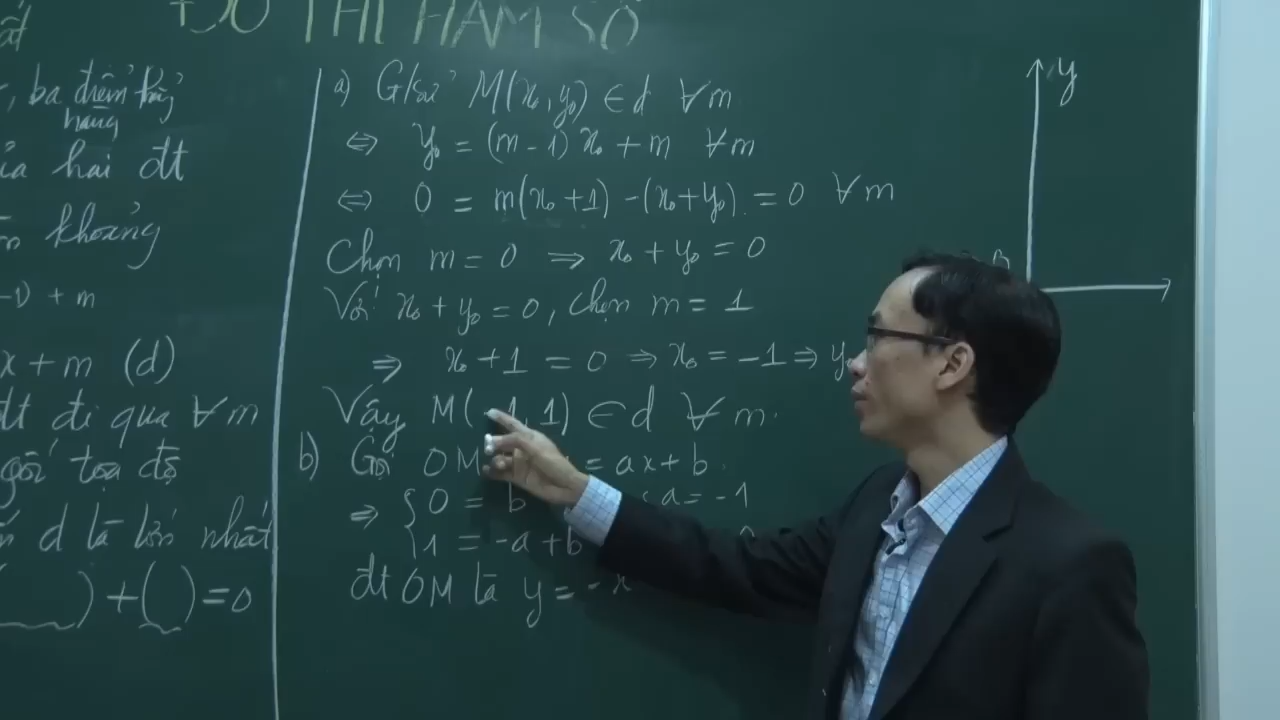 ĐỒ THỊ HÀM SỐ
ba điểm thẳng
hàng
hai đt
khoảng
-1) + m
x + m (d)
đt đi qua ∀m
gốc tọa độ
d là lớn nhất
) + ( ) = 0
a) G/sử M(x₀, y₀) ∈ d ∀m
⇔ y₀ = (m - 1) x₀ + m ∀m
⇔ 0 = m(x₀ + 1) - (x₀ + y₀) = 0 ∀m
Chọn m = 0 ⇒ x₀ + y₀ = 0
Với x₀ + y₀ = 0, chọn m = 1
⇒ x₀ + 1 = 0 ⇒ x₀ = -1 ⇒ y₀
Vậy M(-1, 1) ∈ d ∀m.
b) Gọi OM = ax + b.
⇒ { 0 = b a = -1
1 = -a + b
đt OM là y = -x
y